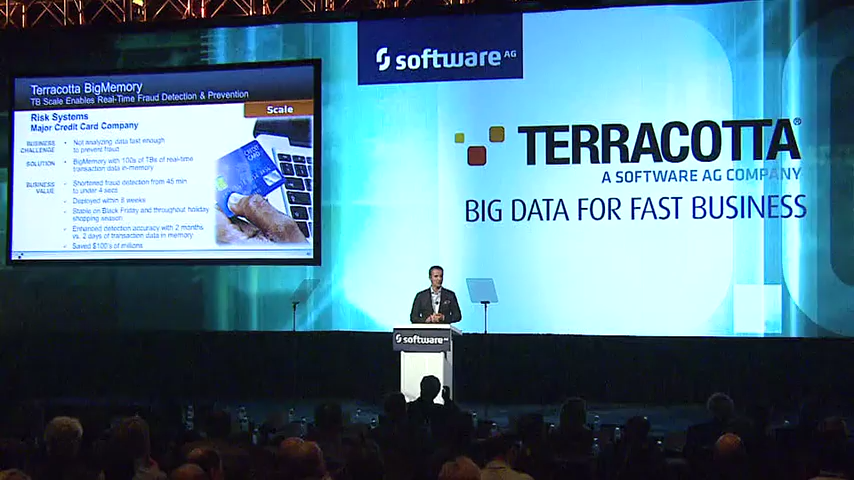 software AG
Terracotta BigMemory
TB Scale Enables Real-Time Fraud Detection & Prevention
Scale
Risk Systems
Major Credit Card Company
BUSINESS CHALLENGE
• Not analyzing data fast enough
to prevent fraud
SOLUTION
• BigMemory with 100s of TBs of real-time
transaction data in-memory
BUSINESS VALUE
• Shortened fraud detection from 45 min
to under 4 secs
• Deployed within 8 weeks
• Stable on Black Friday and throughout holiday
shopping season
• Enhanced detection accuracy with 2 months
vs. 2 days of transaction data in memory
• Saved $100's of millions
CREDIT CARD
TERRACOTTA®
A SOFTWARE AG COMPANY
BIG DATA FOR FAST BUSINESS
software AG